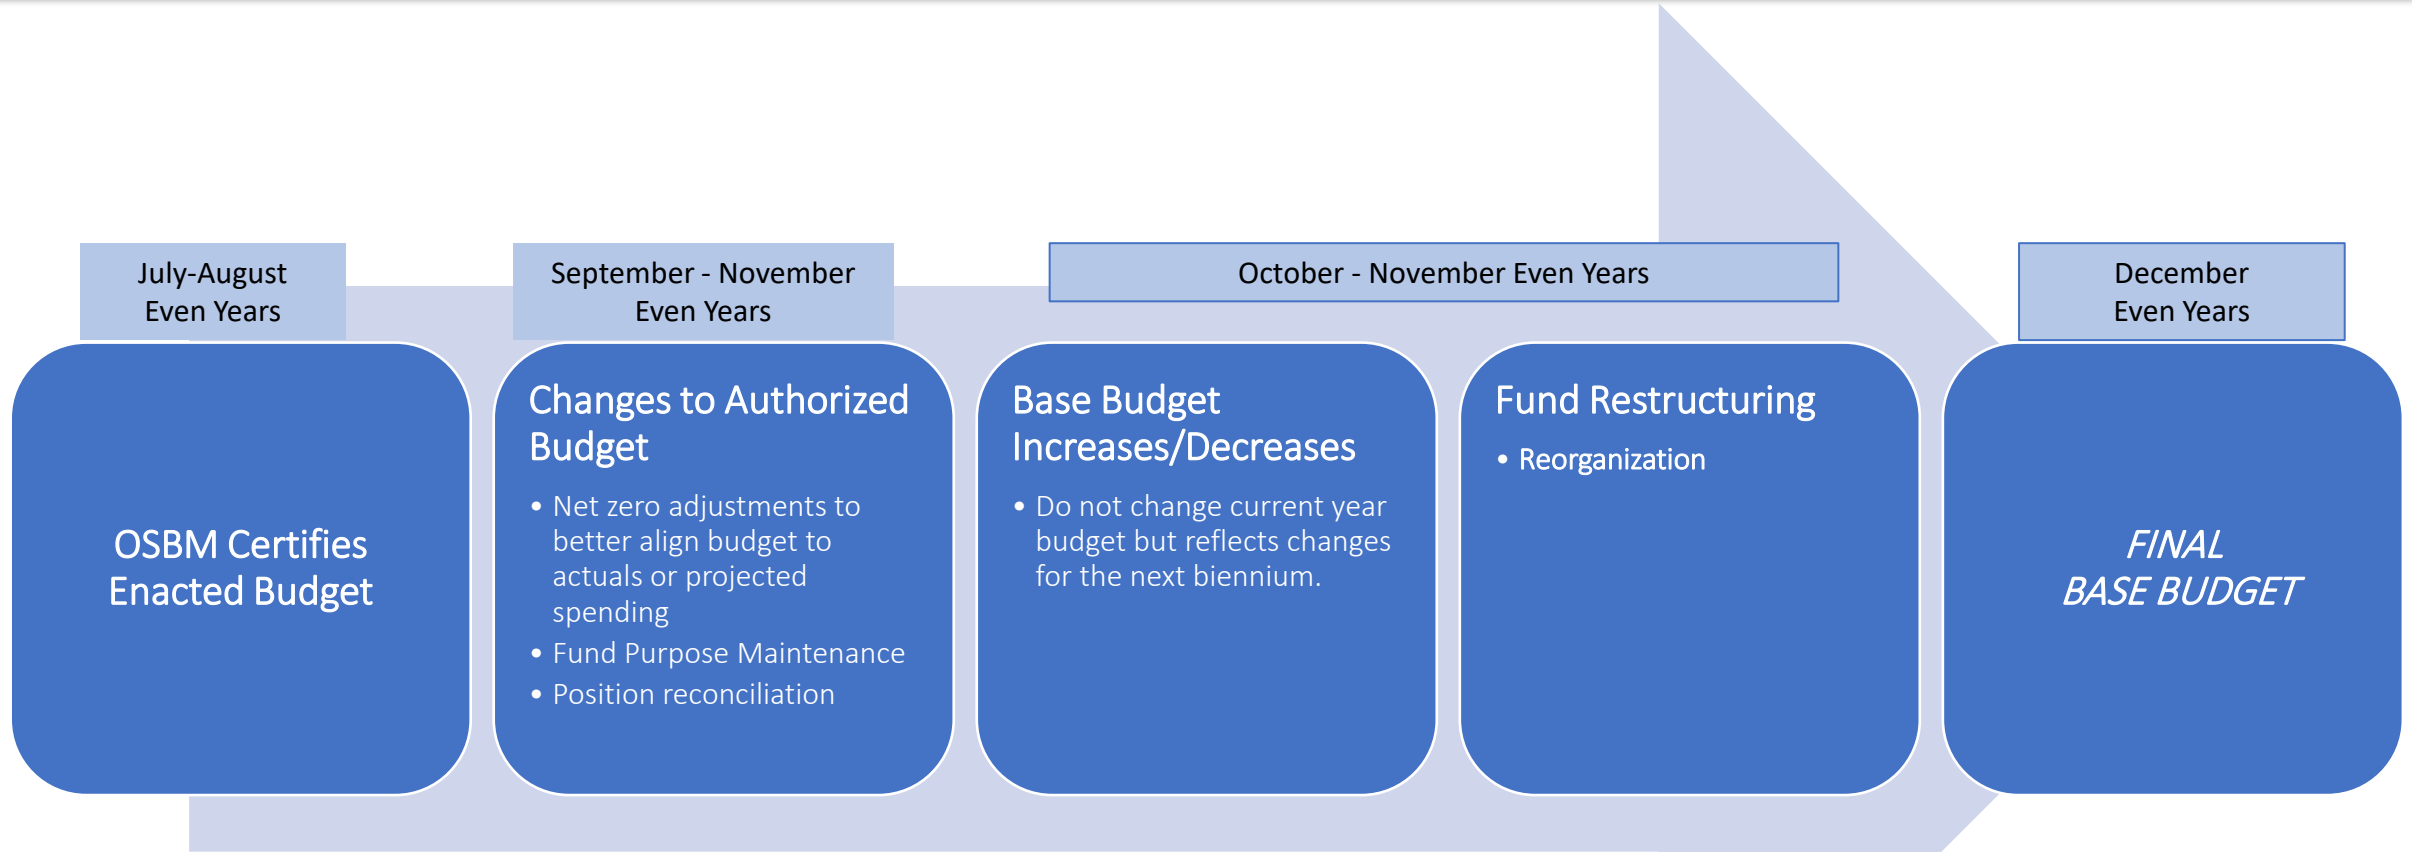 July-August
Even Years
September - November
Even Years
October - November Even Years
December
Even Years
OSBM Certifies
Enacted Budget
Changes to Authorized
Budget
• Net zero adjustments to
better align budget to
actuals or projected
spending
• Fund Purpose Maintenance
• Position reconciliation
Base Budget
Increases/Decreases
• Do not change current year
budget but reflects changes
for the next biennium.
Fund Restructuring
• Reorganization
FINAL
BASE BUDGET